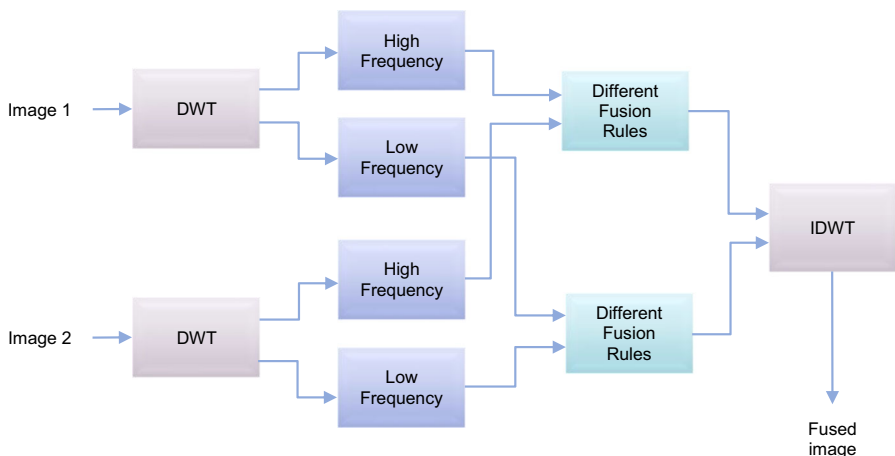 High
Frequency
Different
Fusion
Rules
Image 1
DWT
Low
Frequency
IDWT
High
Frequency
Different
Fusion
Rules
Image 2
DWT
Low
Frequency
Fused
image